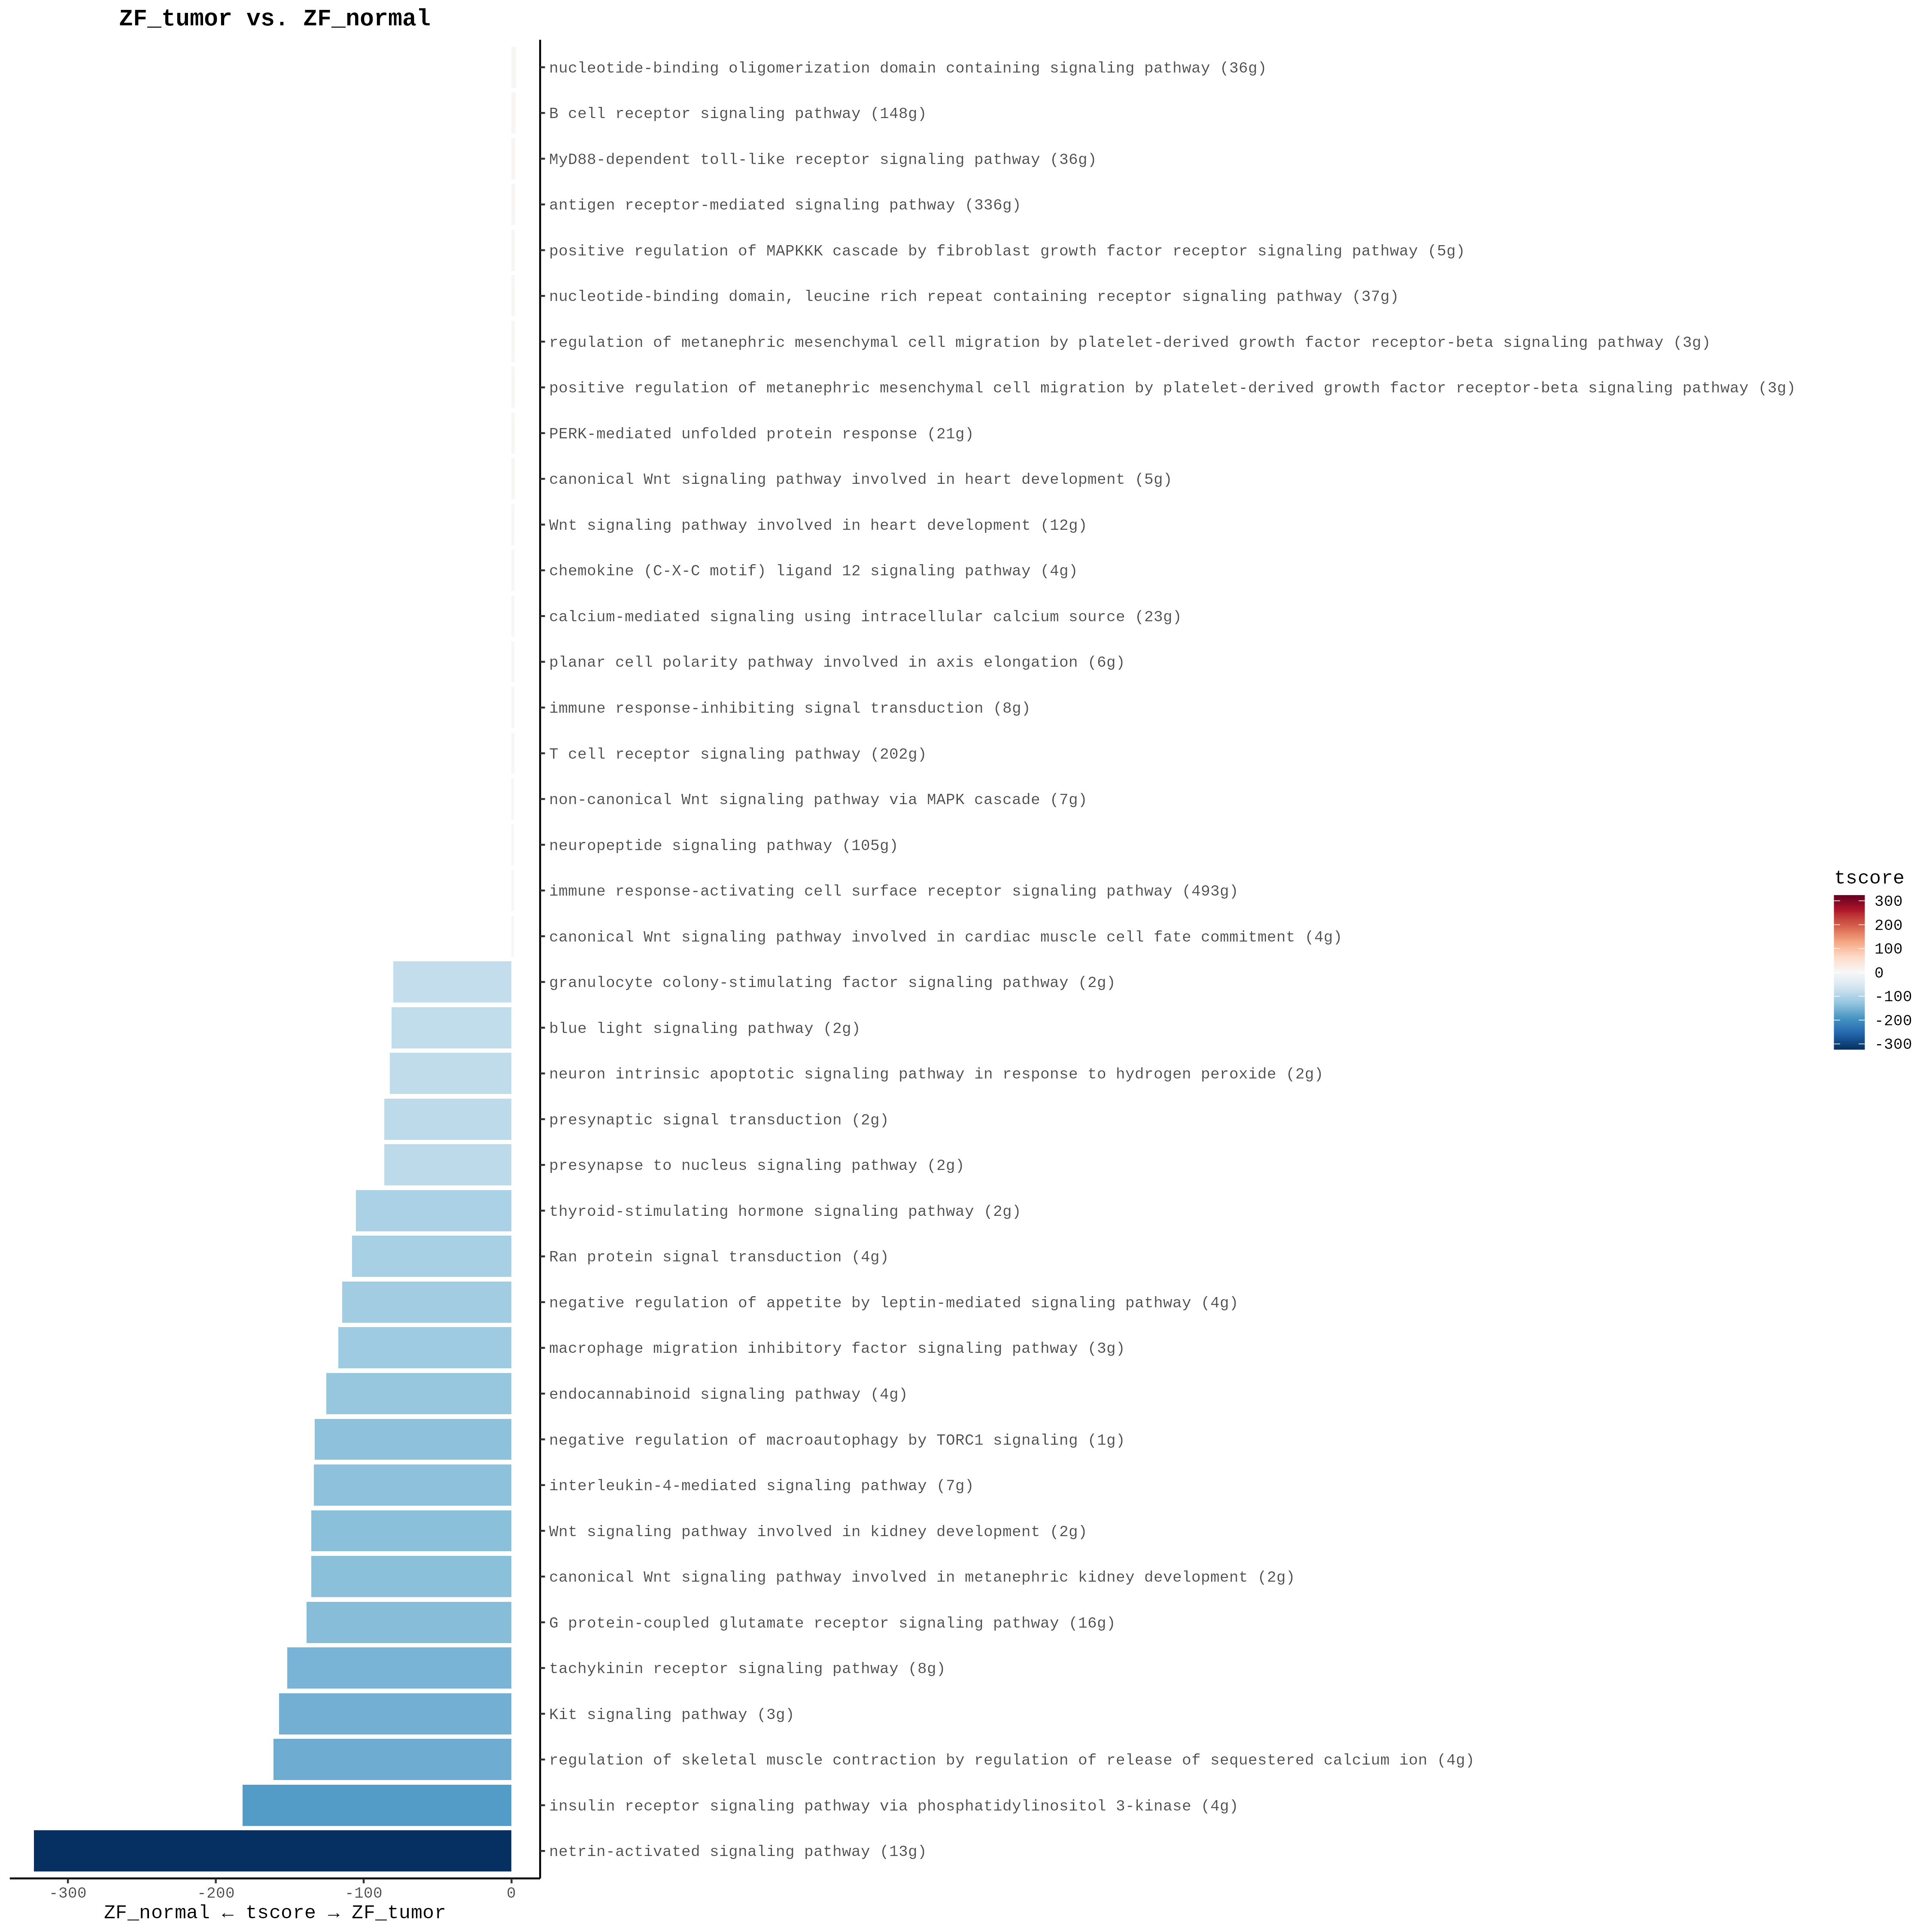 ZF_tumor vs. ZF_normal
nucleotide-binding oligomerization domain containing signaling pathway (36g)
B cell receptor signaling pathway (148g)
MyD88-dependent toll-like receptor signaling pathway (36g)
antigen receptor-mediated signaling pathway (336g)
positive regulation of MAPKKK cascade by fibroblast growth factor receptor signaling pathway (5g)
nucleotide-binding domain, leucine rich repeat containing receptor signaling pathway (37g)
regulation of metanephric mesenchymal cell migration by platelet-derived growth factor receptor-beta signaling pathway (3g)
positive regulation of metanephric mesenchymal cell migration by platelet-derived growth factor receptor-beta signaling pathway (3g)
PERK-mediated unfolded protein response (21g)
canonical Wnt signaling pathway involved in heart development (5g)
Wnt signaling pathway involved in heart development (12g)
chemokine (C-X-C motif) ligand 12 signaling pathway (4g)
calcium-mediated signaling using intracellular calcium source (23g)
planar cell polarity pathway involved in axis elongation (6g)
immune response-inhibiting signal transduction (8g)
T cell receptor signaling pathway (202g)
non-canonical Wnt signaling pathway via MAPK cascade (7g)
neuropeptide signaling pathway (105g)
immune response-activating cell surface receptor signaling pathway (493g)
canonical Wnt signaling pathway involved in cardiac muscle cell fate commitment (4g)
granulocyte colony-stimulating factor signaling pathway (2g)
blue light signaling pathway (2g)
neuron intrinsic apoptotic signaling pathway in response to hydrogen peroxide (2g)
presynaptic signal transduction (2g)
presynapse to nucleus signaling pathway (2g)
thyroid-stimulating hormone signaling pathway (2g)
Ran protein signal transduction (4g)
negative regulation of appetite by leptin-mediated signaling pathway (4g)
macrophage migration inhibitory factor signaling pathway (3g)
endocannabinoid signaling pathway (4g)
negative regulation of macroautophagy by TORC1 signaling (1g)
interleukin-4-mediated signaling pathway (7g)
Wnt signaling pathway involved in kidney development (2g)
canonical Wnt signaling pathway involved in metanephric kidney development (2g)
G protein-coupled glutamate receptor signaling pathway (16g)
tachykinin receptor signaling pathway (8g)
Kit signaling pathway (3g)
regulation of skeletal muscle contraction by regulation of release of sequestered calcium ion (4g)
insulin receptor signaling pathway via phosphatidylinositol 3-kinase (4g)
netrin-activated signaling pathway (13g)
-300 -200 -100 0
ZF_normal ← tscore → ZF_tumor
tscore
300
200
100
0
-100
-200
-300